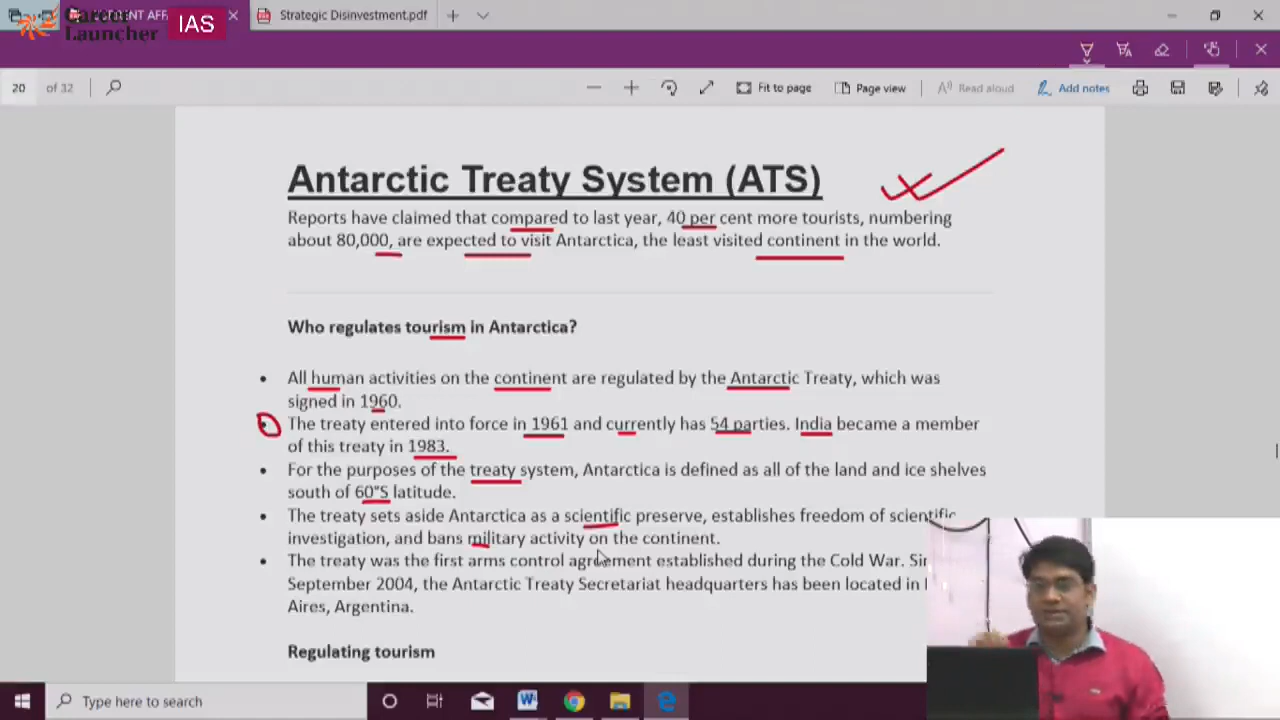 Career Launcher IAS
Strategic Disinvestment.pdf
20 of 32
Fit to page
Page view
Read aloud
Add notes
Antarctic Treaty System (ATS)
Reports have claimed that compared to last year, 40 per cent more tourists, numbering
about 80,000, are expected to visit Antarctica, the least visited continent in the world.
Who regulates tourism in Antarctica?
• All human activities on the continent are regulated by the Antarctic Treaty, which was
signed in 1960.
• The treaty entered into force in 1961 and currently has 54 parties. India became a member
of this treaty in 1983.
• For the purposes of the treaty system, Antarctica is defined as all of the land and ice shelves
south of 60°S latitude.
• The treaty sets aside Antarctica as a scientific preserve, establishes freedom of scientific
investigation, and bans military activity on the continent.
• The treaty was the first arms control agreement established during the Cold War.
September 2004, the Antarctic Treaty Secretariat headquarters has been located in
Aires, Argentina.
Regulating tourism
Type here to search